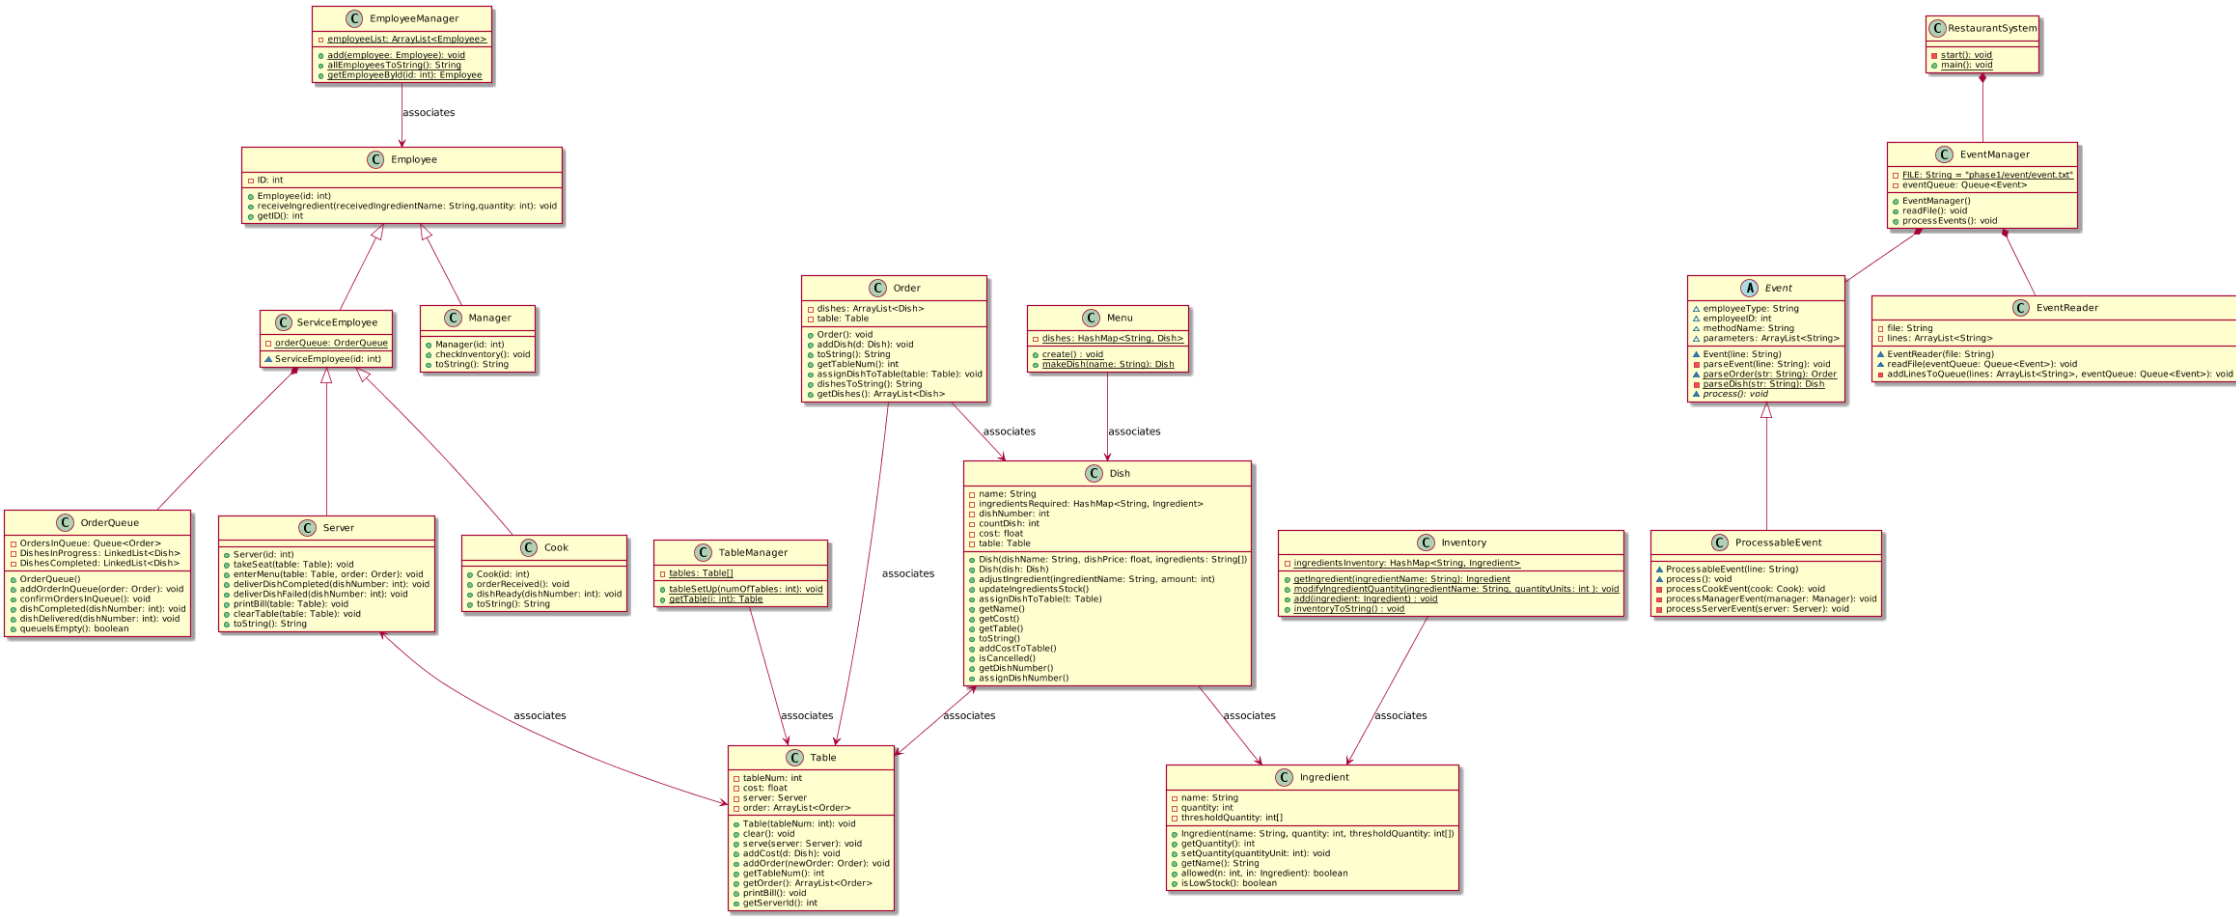 EmployeeManager
employeeList: ArrayList<Employee>
add(employee: Employee): void
allEmployeesToString(): String
getEmployeeById(id: int): Employee
associates
C Employee
ID: int
Employee(id: int)
receiveIngredient(receivedIngredientName: String,quantity: int): void
getID(): int
C ServiceEmployee
orderQueue: OrderQueue
ServiceEmployee(id: int)
C Manager
Manager(id: int)
checkInventory(): void
toString(): String
C OrderQueue
OrdersInQueue: Queue<Order>
DishesInProgress: LinkedList<Dish>
DishesCompleted: LinkedList<Dish>
OrderQueue()
addOrderInQueue(order: Order): void
confirmOrdersInQueue(): void
dishCompleted(dishNumber: int): void
dishDelivered(dishNumber: int): void
queueIsEmpty(): boolean
C Server
Server(id: int)
takeSeat(table: Table): void
enterMenu(table: Table, order: Order): void
deliverDishCompleted(dishNumber: int): void
deliverDishFailed(dishNumber: int): void
printBill(table: Table): void
clearTable(table: Table): void
toString(): String
C Cook
Cook(id: int)
orderReceived(): void
dishReady(dishNumber: int): void
toString(): String
C TableManager
tables: Table[]
tableSetUp(numOfTables: int): void
getTable(i: int): Table
C Order
dishes: ArrayList<Dish>
table: Table
Order(): void
addDish(d: Dish): void
toString(): String
getTableNum(): int
assignDishToTable(table: Table): void
dishesToString(): String
getDishes(): ArrayList<Dish>
C Menu
dishes: HashMap<String, Dish>
create() : void
makeDish(name: String): Dish
associates
associates
associates
C Dish
name: String
ingredientsRequired: HashMap<String, Ingredient>
dishNumber: int
countDish: int
cost: float
table: Table
Dish(dishName: String, dishPrice: float, ingredients: String[])
Dish(dish: Dish)
adjustIngredient(ingredientName: String, amount: int)
updateIngredientsStock()
assignDishToTable(t: Table)
getName()
getCost()
getTable()
toString()
addCostToTable()
isCancelled()
getDishNumber()
assignDishNumber()
C Inventory
ingredientsInventory: HashMap<String, Ingredient>
getIngredient(ingredientName: String): Ingredient
modifyIngredientQuantity(ingredientName: String, quantityUnits: int ): void
add(ingredient: Ingredient) : void
inventoryToString() : void
associates
associates
associates
associates
associates
C Table
tableNum: int
cost: float
server: Server
order: ArrayList<Order>
Table(tableNum: int): void
clear(): void
serve(server: Server): void
addCost(d: Dish): void
addOrder(newOrder: Order): void
getTableNum(): int
getOrder(): ArrayList<Order>
printBill(): void
getServerId(): int
C Ingredient
name: String
quantity: int
thresholdQuantity: int[]
Ingredient(name: String, quantity: int, thresholdQuantity: int[])
getQuantity(): int
setQuantity(quantityUnit: int): void
getName(): String
allowed(n: int, in: Ingredient): boolean
isLowStock(): boolean
C RestaurantSystem
start(): void
main(): void
C EventManager
FILE: String = "phase1/event/event.txt"
eventQueue: Queue<Event>
EventManager()
readFile(): void
processEvents(): void
A Event
employeeType: String
employeeID: int
methodName: String
parameters: ArrayList<String>
Event(line: String)
parseEvent(line: String): void
parseOrder(str: String): Order
parseDish(str: String): Dish
process(): void
C EventReader
file: String
lines: ArrayList<String>
EventReader(file: String)
readFile(eventQueue: Queue<Event>): void
addLinesToQueue(lines: ArrayList<String>, eventQueue: Queue<Event>): void
C ProcessableEvent
ProcessableEvent(line: String)
process(): void
processCookEvent(cook: Cook): void
processManagerEvent(manager: Manager): void
processServerEvent(server: Server): void